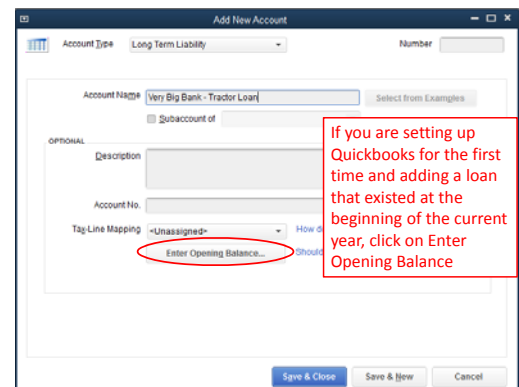 Add New Account
Account Type Long Term Liability Number
Account Name Very Big Bank - Tractor Loan Select from Examples
Subaccount of
OPTIONAL
Description
Account No.
Tax-Line Mapping <Unassigned> How d
Enter Opening Balance... Should
If you are setting up
Quickbooks for the first
time and adding a loan
that existed at the
beginning of the current
year, click on Enter
Opening Balance
Save & Close Save & New Cancel